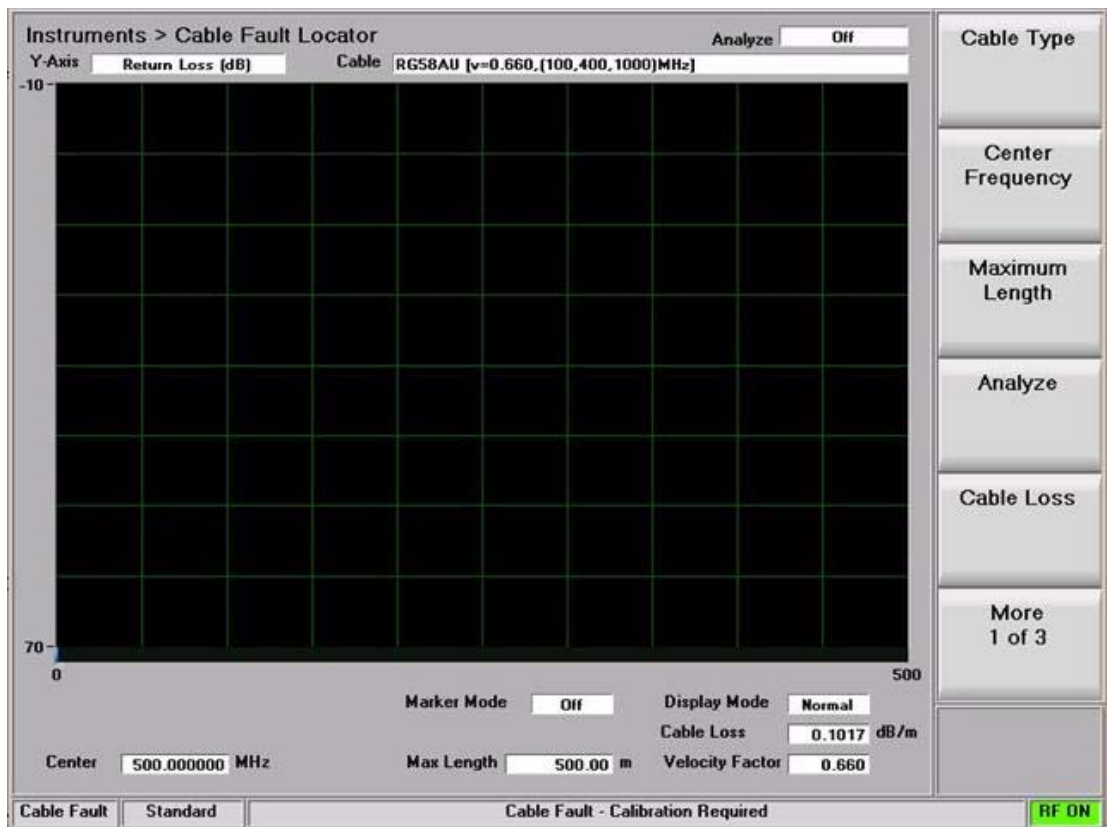 Instruments > Cable Fault Locator
Analyze Off
Y-Axis Return Loss (dB) Cable RG58AU [v=0.660,(100,400,1000)MHz]
-10
70
0 500
Marker Mode Off Display Mode Normal
Cable Loss 0.1017 dB/m
Center 500.000000 MHz Max Length 500.00 m Velocity Factor 0.660
Cable Fault Standard Cable Fault - Calibration Required RF ON
Cable Type
Center
Frequency
Maximum
Length
Analyze
Cable Loss
More
1 of 3